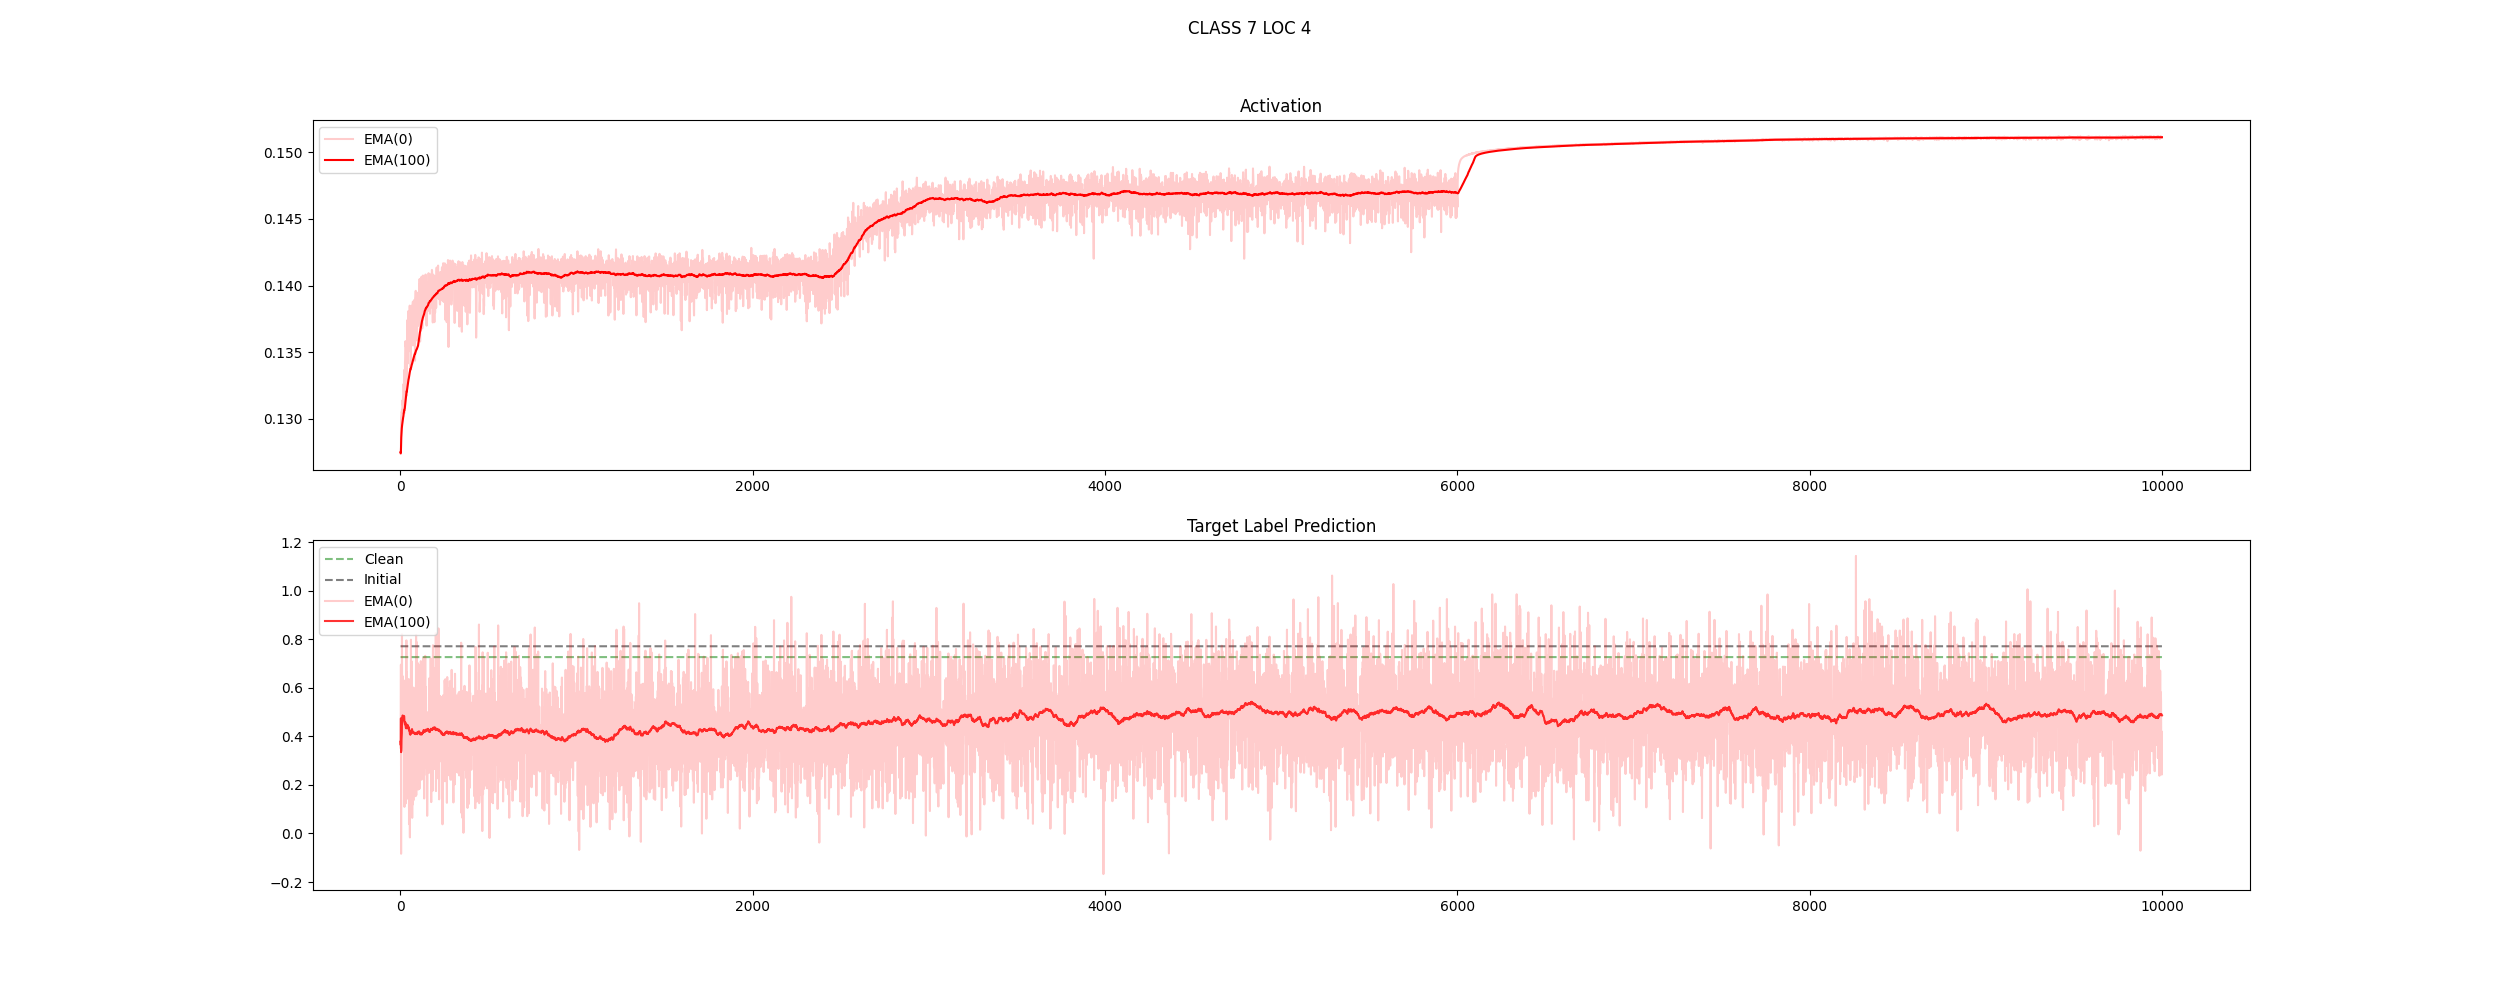 CLASS 7 LOC 4
Activation
EMA(0)
EMA(100)
0.150
0.145
0.140
0.135
0.130
0 2000 4000 6000 8000 10000
Target Label Prediction
Clean
Initial
EMA(0)
EMA(100)
1.2
1.0
0.8
0.6
0.4
0.2
0.0
−0.2
0 2000 4000 6000 8000 10000